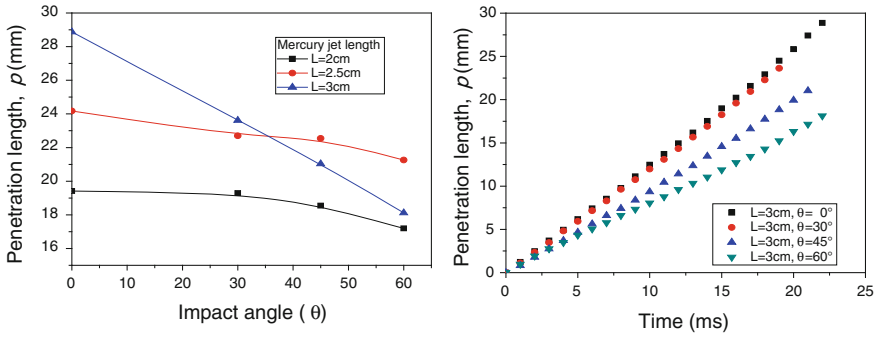 Penetration length, p (mm)
30
28
26
24
22
20
18
16
0
10
20
30
40
50
60
Impact angle ( θ)
Mercury jet length
L=2cm
L=2.5cm
L=3cm
Penetration length, p (mm)
30
25
20
15
10
5
0
0
5
10
15
20
25
Time (ms)
L=3cm, θ= 0°
L=3cm, θ=30°
L=3cm, θ=45°
L=3cm, θ=60°